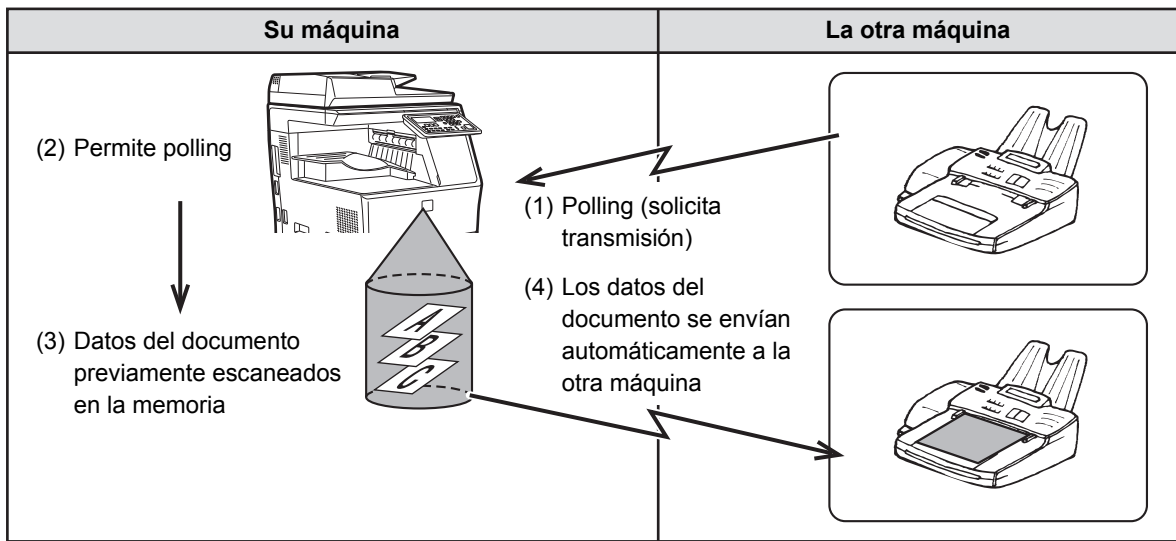 Su máquina
La otra máquina
(2) Permite polling
(1) Polling (solicita
transmisión)
(4) Los datos del
documento se envían
automáticamente a la
otra máquina
(3) Datos del documento
previamente escaneados
en la memoria
A
B
C